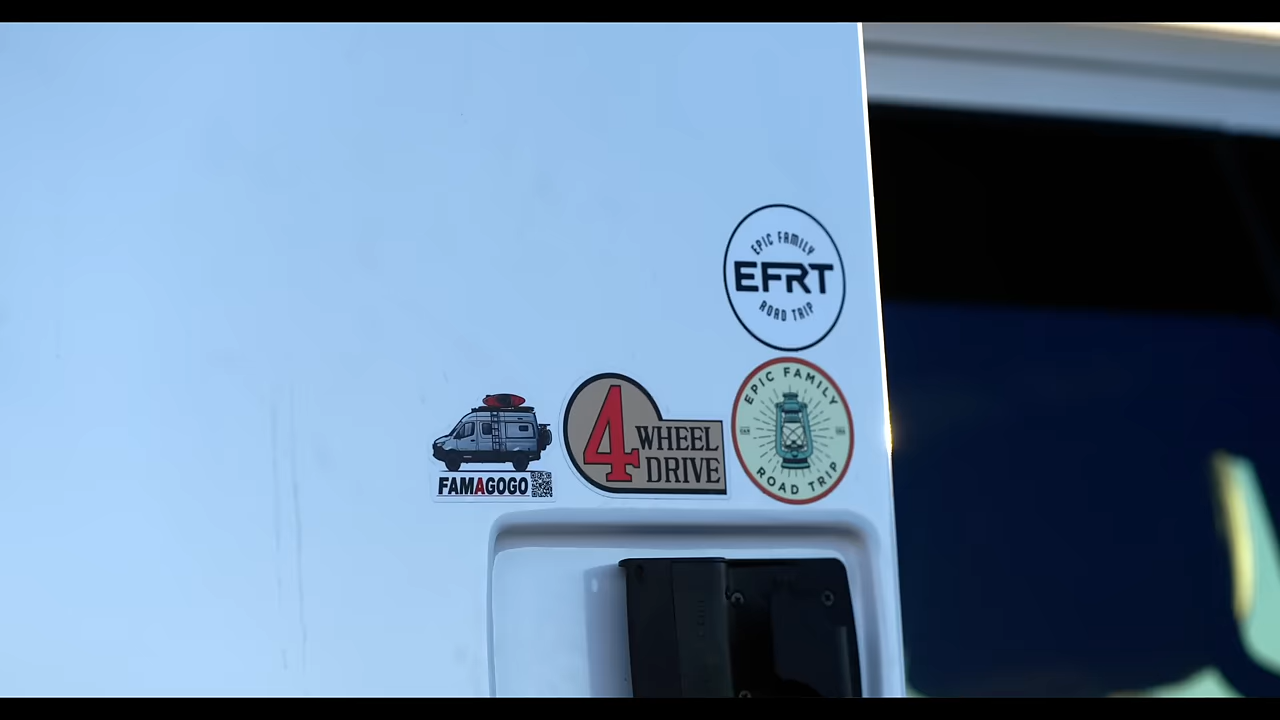 EPIC FAMILY
EFRT
ROAD TRIP
FAMAGOGO
4
WHEEL
DRIVE
EPIC FAMILY
ROAD TRIP